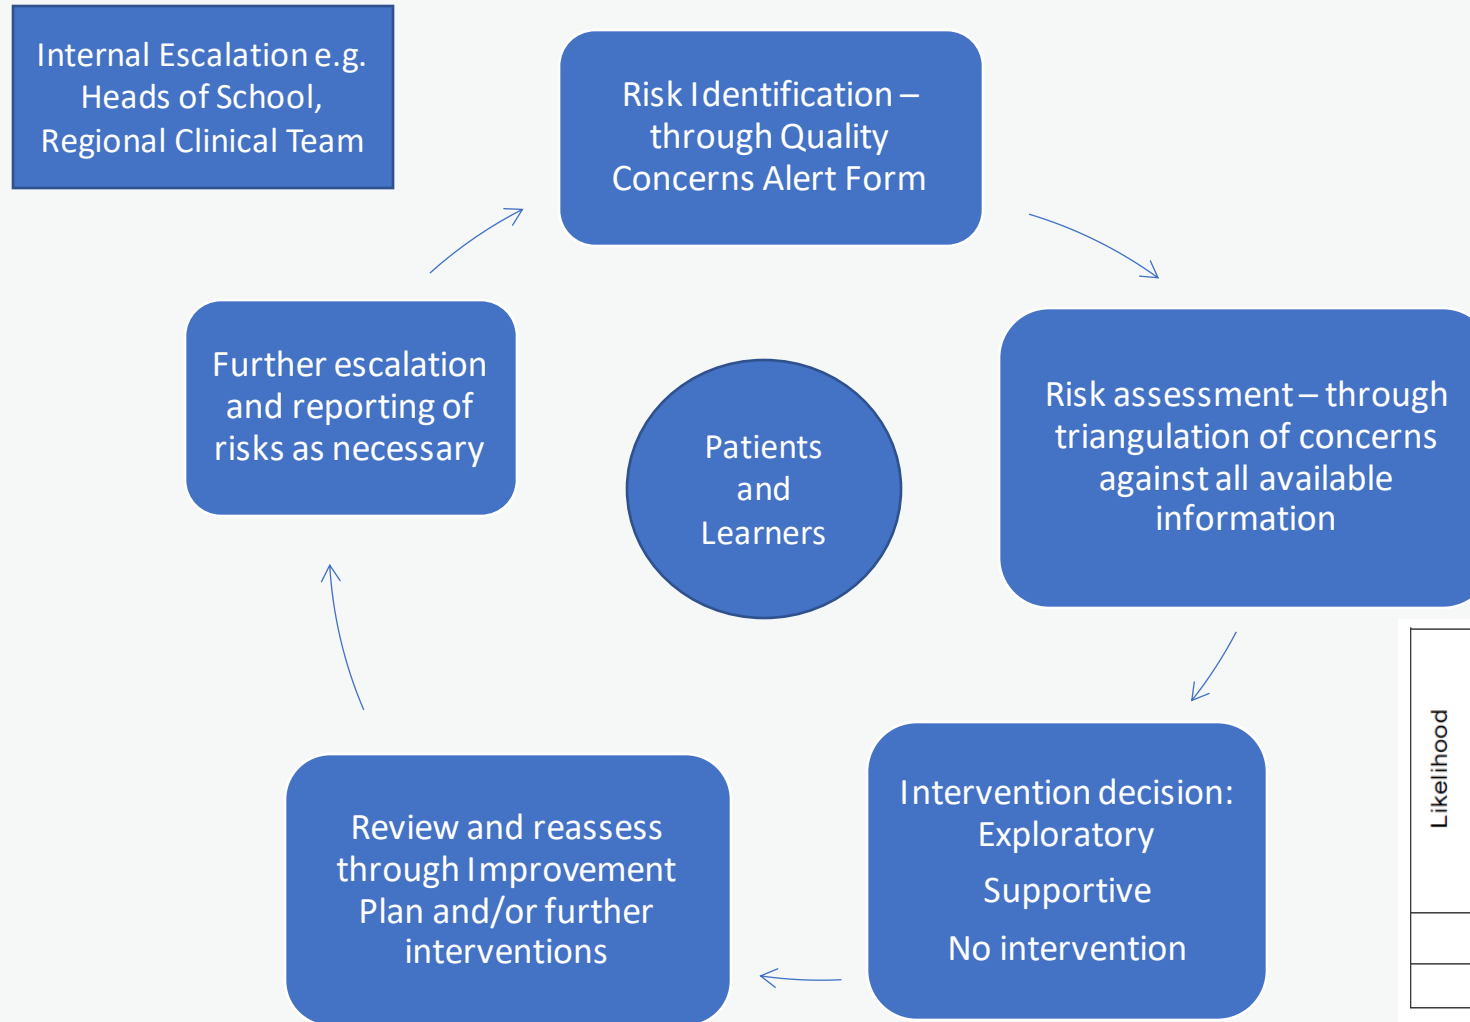 Internal Escalation e.g.
Heads of School,
Regional Clinical Team
Risk Identification –
through Quality
Concerns Alert Form
Risk assessment – through
triangulation of concerns
against all available
information
Intervention decision:
Exploratory
Supportive
No intervention
Review and reassess
through Improvement
Plan and/or further
interventions
Further escalation
and reporting of
risks as necessary
Patients
and
Learners
Likelihood